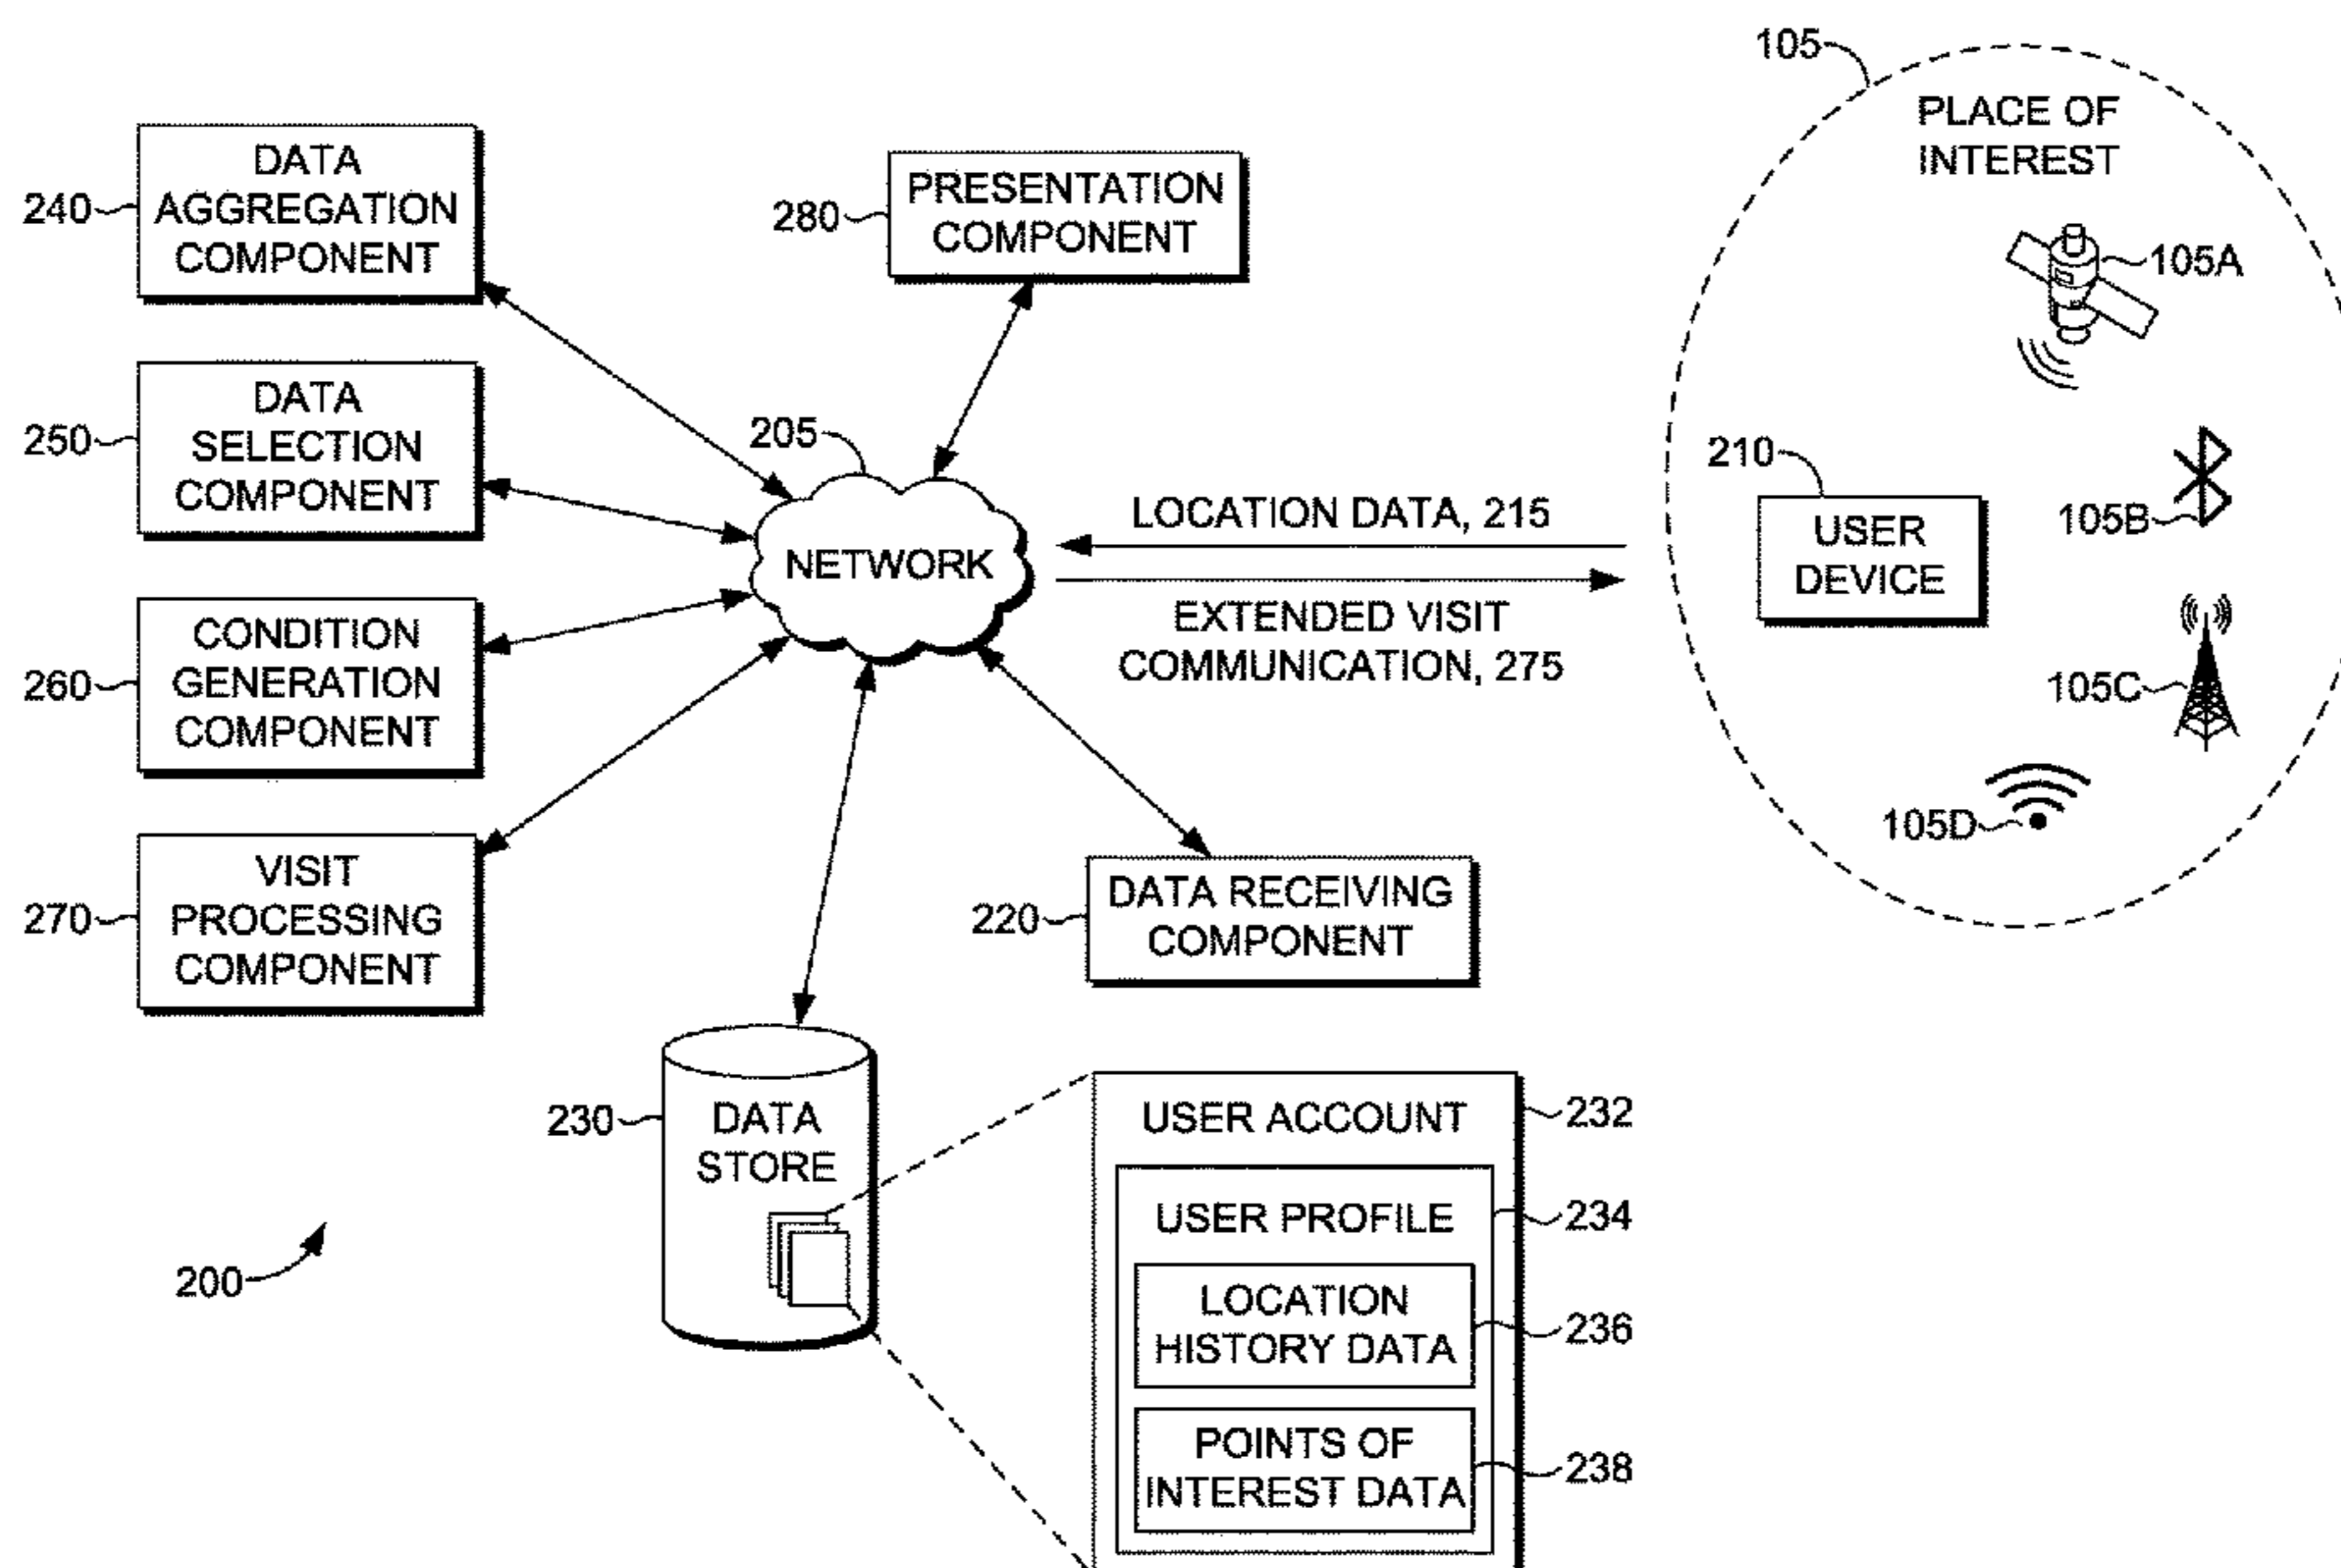 105
PLACE OF
INTEREST
105A
210
USER
DEVICE
105B
105C
105D
240
DATA
AGGREGATION
COMPONENT
280
PRESENTATION
COMPONENT
250
DATA
SELECTION
COMPONENT
205
NETWORK
LOCATION DATA, 215
EXTENDED VISIT
COMMUNICATION, 275
260
CONDITION
GENERATION
COMPONENT
270
VISIT
PROCESSING
COMPONENT
220
DATA RECEIVING
COMPONENT
230
DATA
STORE
USER ACCOUNT
232
USER PROFILE
234
LOCATION
HISTORY DATA
236
POINTS OF
INTEREST DATA
238
200